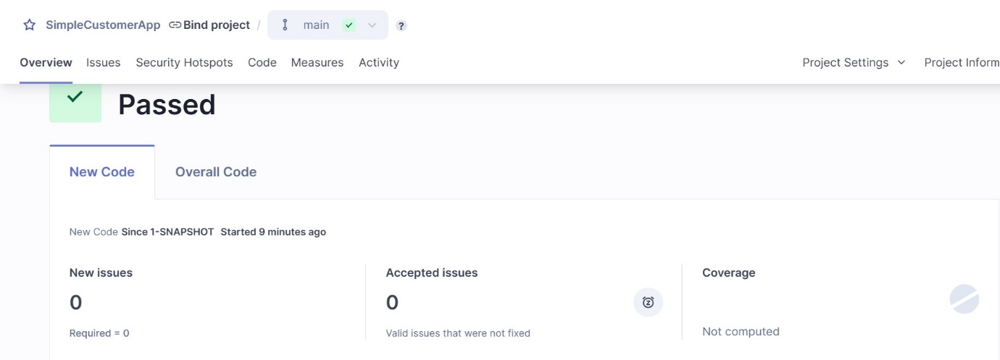 SimpleCustomerApp Bind project / main ?
Overview Issues Security Hotspots Code Measures Activity Project Settings Project Inform
Passed
New Code Overall Code
New Code Since 1-SNAPSHOT Started 9 minutes ago
New issues Accepted issues Coverage
0 0
Required = 0 Valid issues that were not fixed Not computed